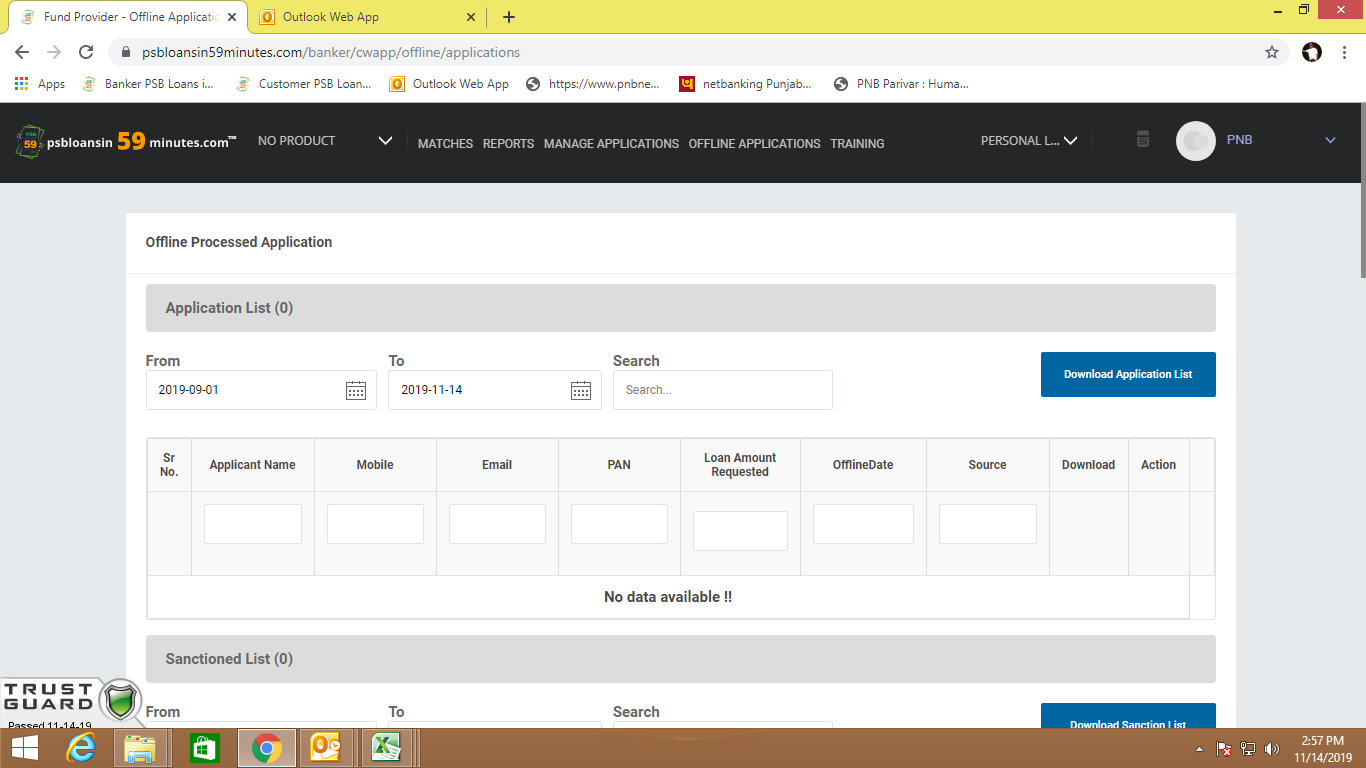 Fund Provider - Offline Applicatio
Outlook Web App
psbloansin59minutes.com/banker/cwapp/offline/applications
Apps
Banker PSB Loans i...
Customer PSB Loan...
Outlook Web App
https://www.pnbne...
netbanking Punjab...
PNB Parivar : Huma...
PSB
59
psbloansin 59 minutes.com™
NO PRODUCT
MATCHES
REPORTS
MANAGE APPLICATIONS
OFFLINE APPLICATIONS
TRAINING
PERSONAL L...
PNB
Offline Processed Application
Application List (0)
From
To
Search
2019-09-01
2019-11-14
Search...
Download Application List
Sr No.
Applicant Name
Mobile
Email
PAN
Loan Amount Requested
OfflineDate
Source
Download
Action
No data available !!
Sanctioned List (0)
TRUST
GUARD
Passed 11-14-19
From
To
Search
Download Sanction List
2:57 PM
11/14/2019